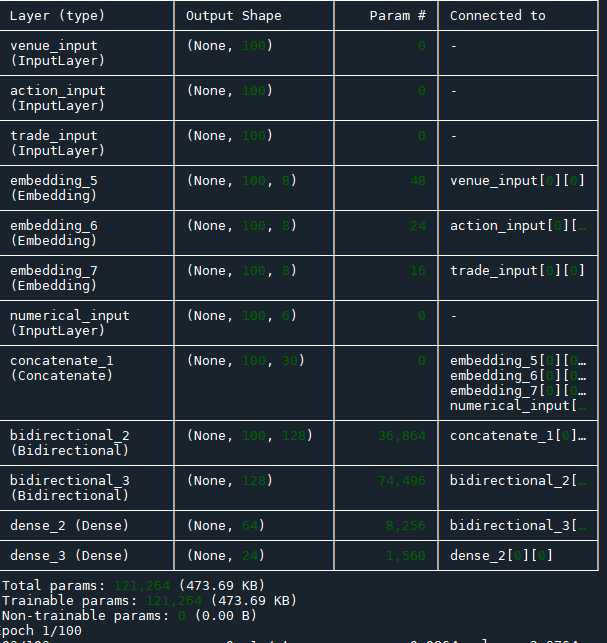 Layer (type) Output Shape Param # Connected to
venue_input (None, 100) 0 -
(InputLayer)
action_input (None, 100) 0 -
(InputLayer)
trade_input (None, 100) 0 -
(InputLayer)
embedding_5 (None, 100, 8) 48 venue_input[0][0]
(Embedding)
embedding_6 (None, 100, 8) 24 action_input[0][…
(Embedding)
embedding_7 (None, 100, 8) 16 trade_input[0][0]
(Embedding)
numerical_input (None, 100, 6) 0 -
(InputLayer)
concatenate_1 (None, 100, 30) 0 embedding_5[0][0…
(Concatenate) embedding_6[0][0…
embedding_7[0][0…
numerical_input[…
bidirectional_2 (None, 100, 128) 36,864 concatenate_1[0]…
(Bidirectional)
bidirectional_3 (None, 128) 74,496 bidirectional_2[…
(Bidirectional)
dense_2 (Dense) (None, 64) 8,256 bidirectional_3[…
dense_3 (Dense) (None, 24) 1,560 dense_2[0][0]
Total params: 121,264 (473.69 KB)
Trainable params: 121,264 (473.69 KB)
Non-trainable params: 0 (0.00 B)
poch 1/100